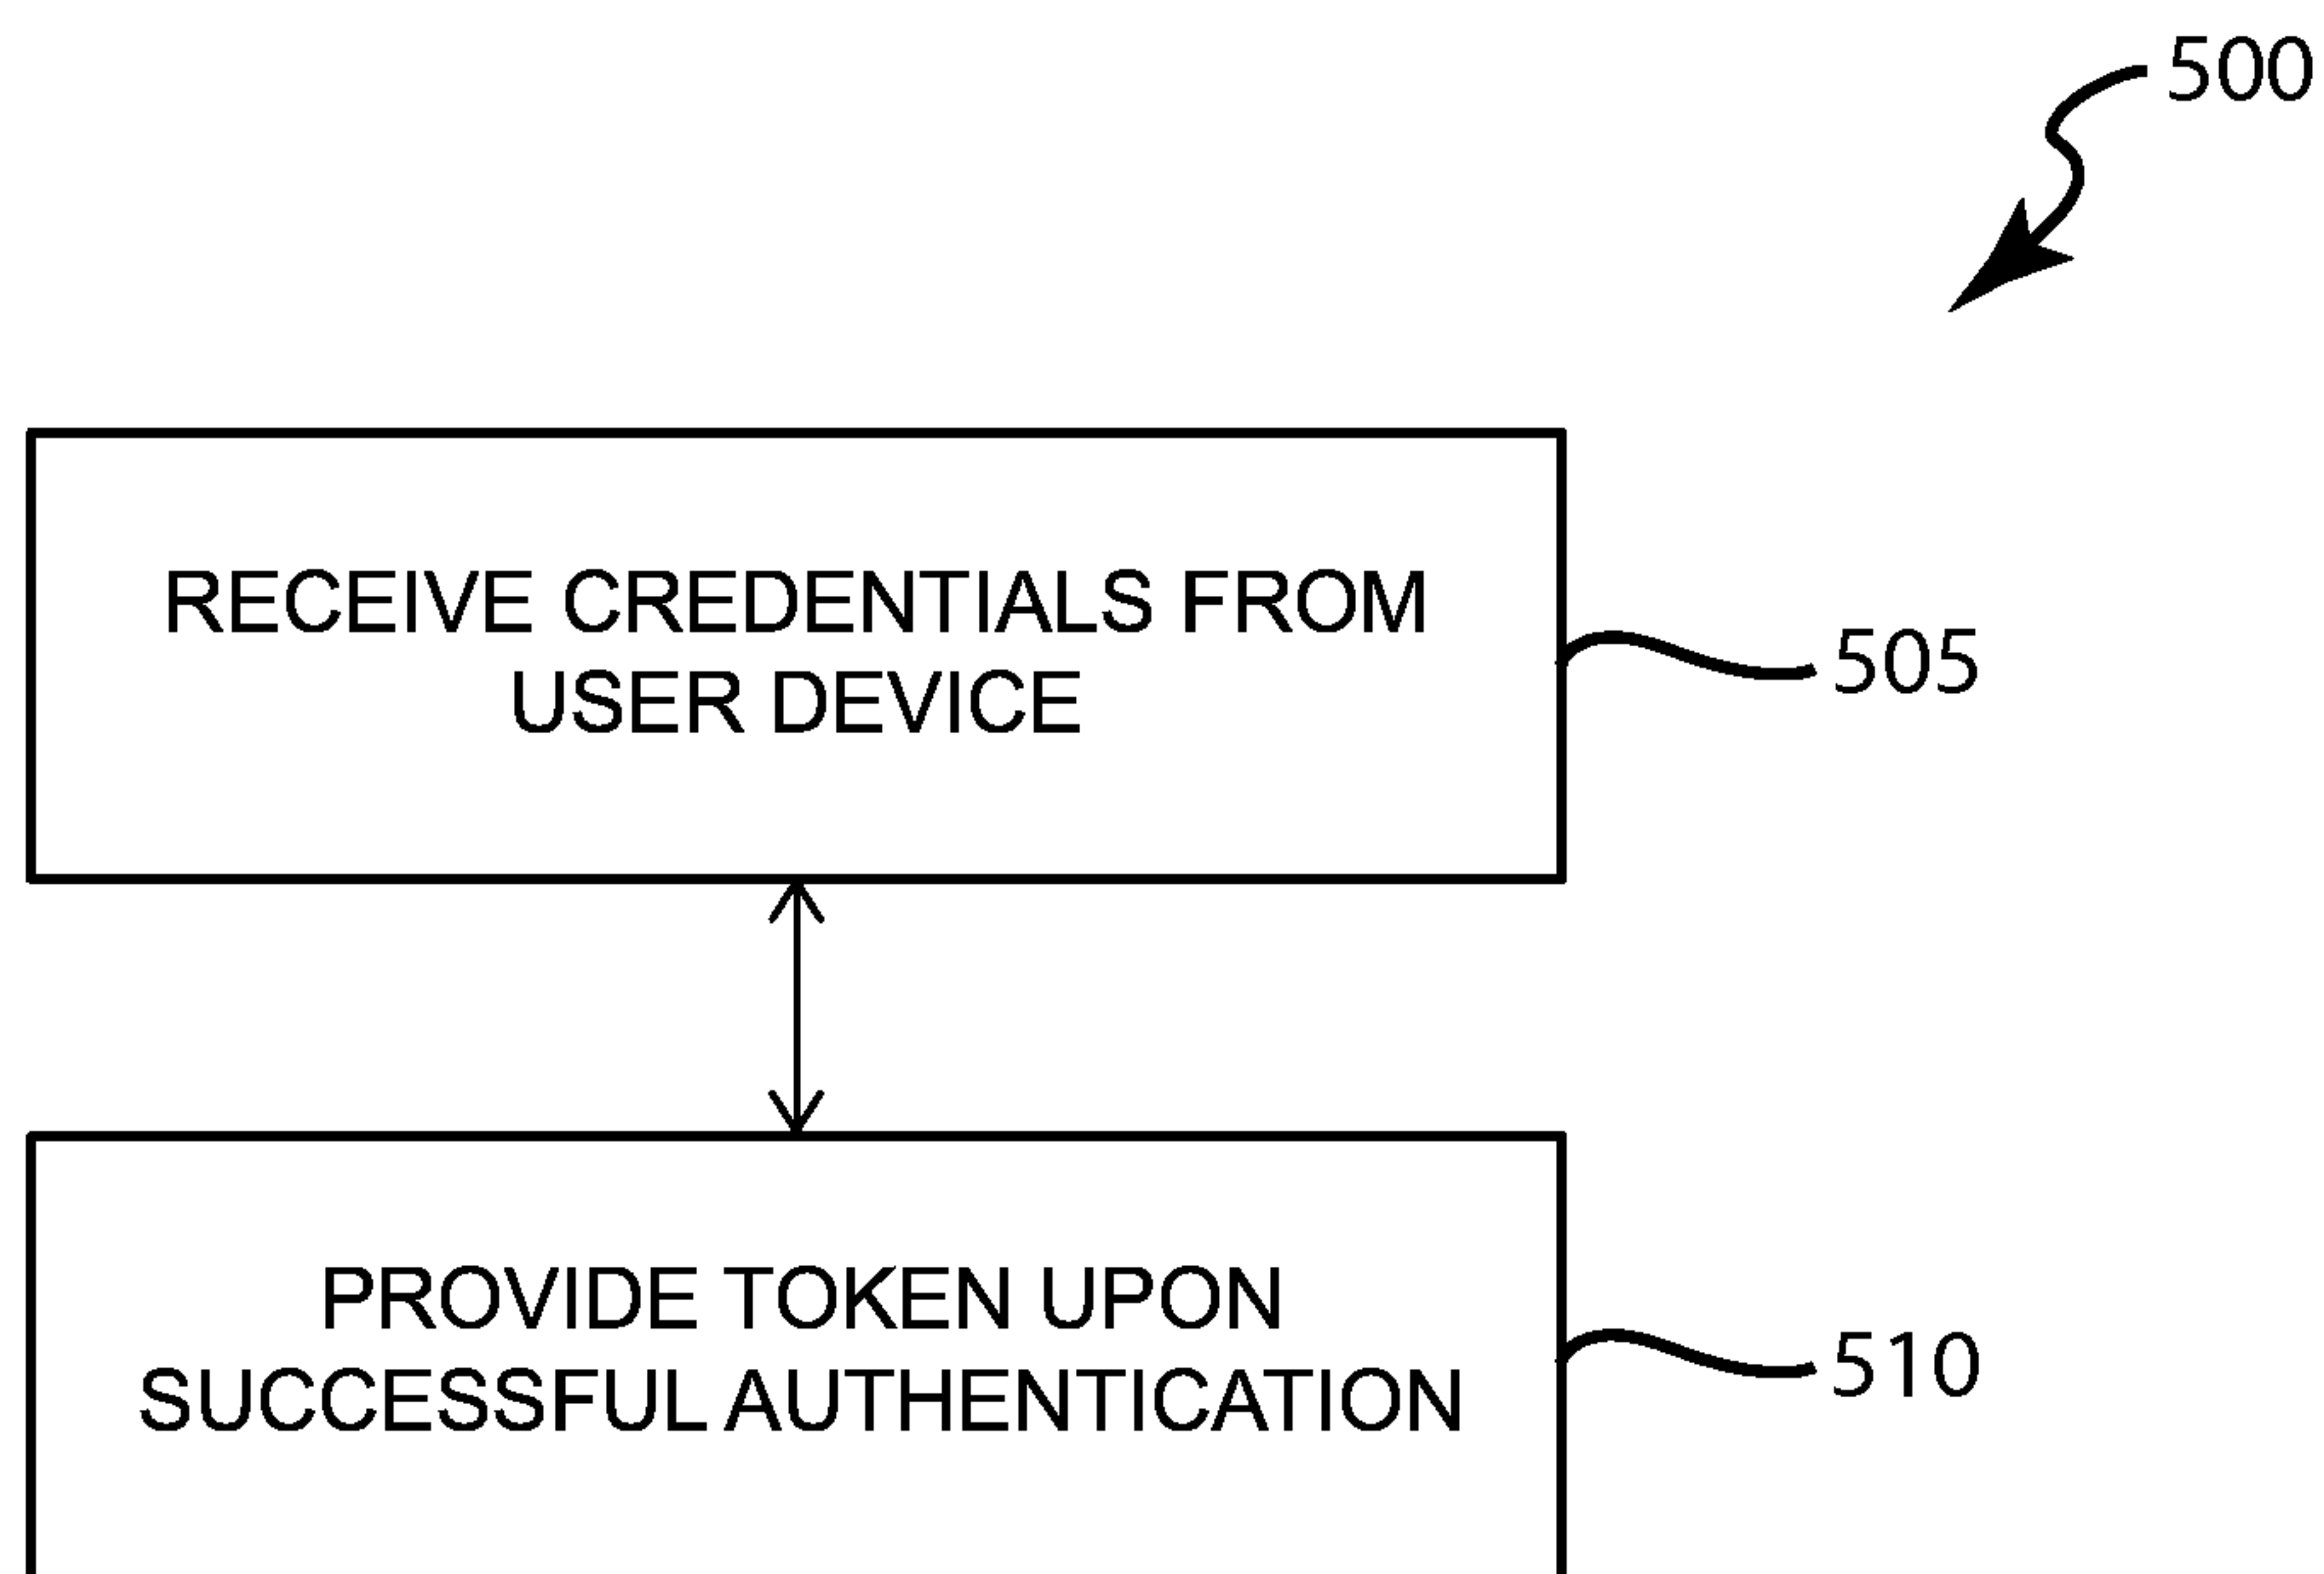 500
RECEIVE CREDENTIALS FROM
USER DEVICE
505
PROVIDE TOKEN UPON
SUCCESSFUL AUTHENTICATION
510